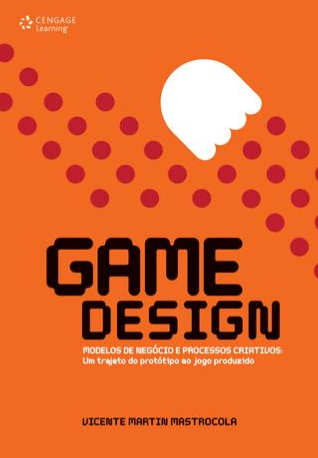 CENGAGE
Learning
GAME
DESIGN
MODELOS DE NEGÓCIO E PROCESSOS CRIATIVOS:
Um trajeto do protótipo ao jogo produzido
VICENTE MARTIN MASTROCOLA